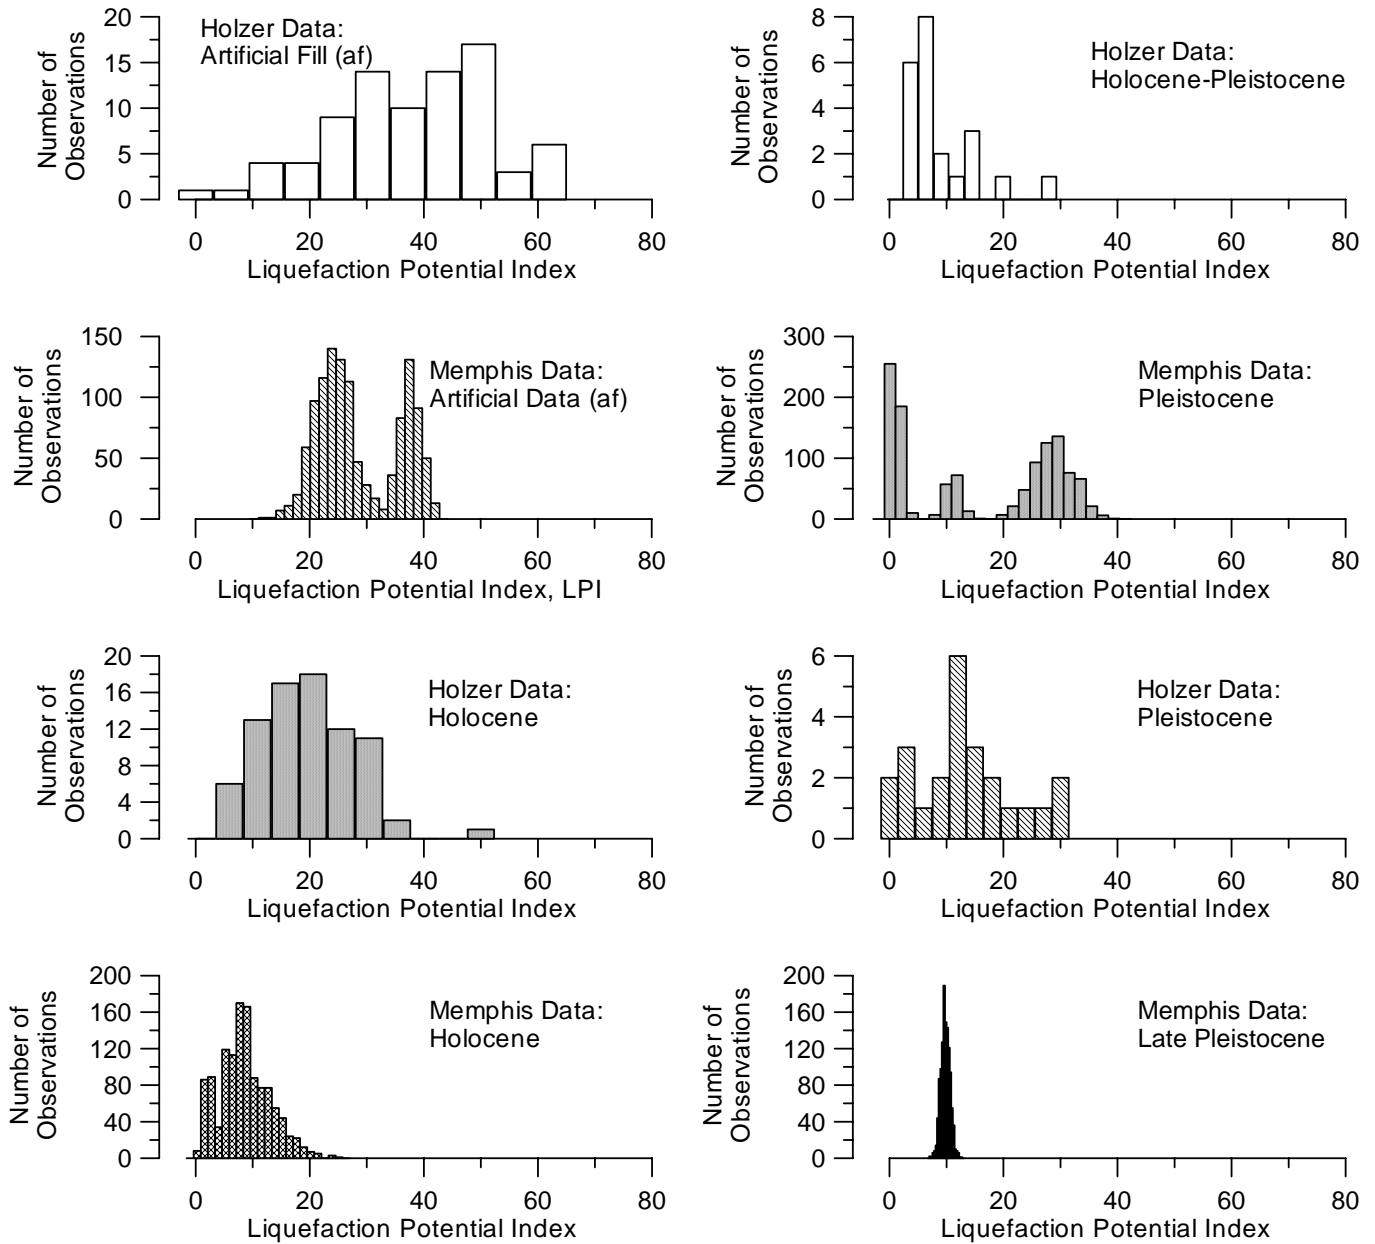 Number of
Observations
20
15
10
5
0
Holzer Data:
Artificial Fill (af)
0 20 40 60 80
Liquefaction Potential Index
Number of
Observations
8
6
4
2
0
Holzer Data:
Holocene-Pleistocene
0 20 40 60 80
Liquefaction Potential Index
Number of
Observations
150
100
50
0
Memphis Data:
Artificial Data (af)
0 20 40 60 80
Liquefaction Potential Index, LPI
Number of
Observations
300
200
100
0
Memphis Data:
Pleistocene
0 20 40 60 80
Liquefaction Potential Index
Number of
Observations
20
16
12
8
4
0
Holzer Data:
Holocene
0 20 40 60 80
Liquefaction Potential Index
Number of
Observations
6
4
2
0
Holzer Data:
Pleistocene
0 20 40 60 80
Liquefaction Potential Index
Number of
Observations
200
160
120
80
40
0
Memphis Data:
Holocene
0 20 40 60 80
Liquefaction Potential Index
Number of
Observations
200
160
120
80
40
0
Memphis Data:
Late Pleistocene
0 20 40 60 80
Liquefaction Potential Index